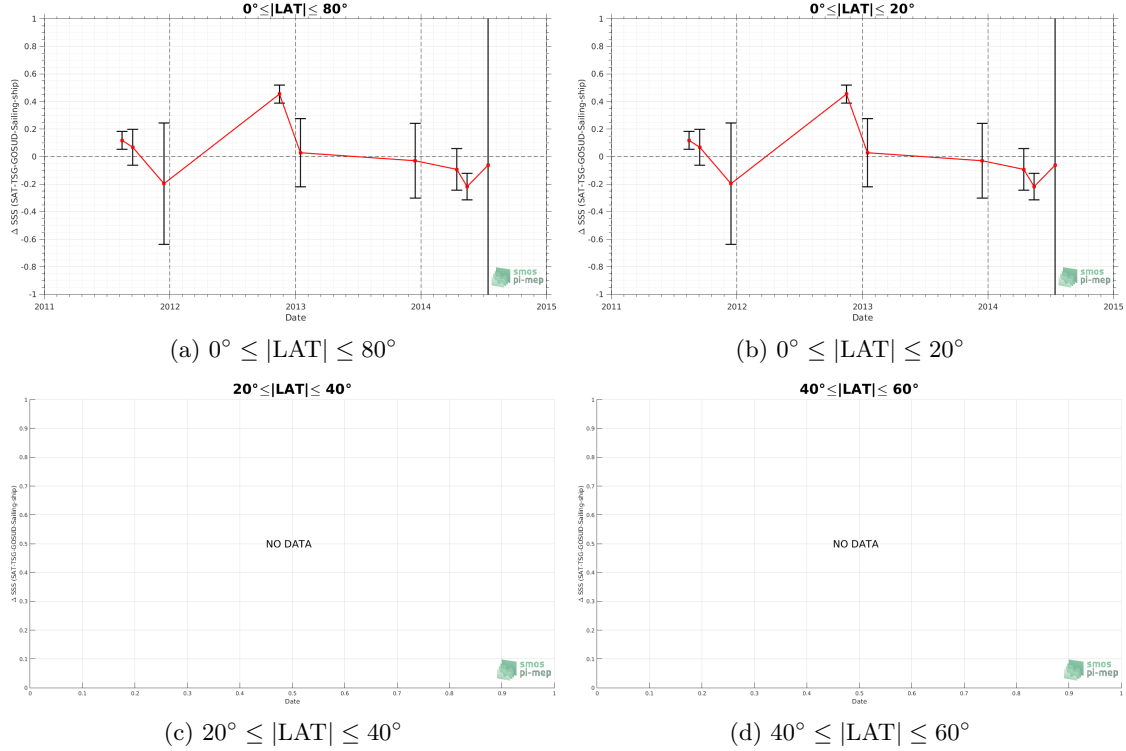 0°≤|LAT|≤ 80°
1
0.8
0.6
0.4
0.2
0
-0.2
-0.4
-0.6
-0.8
-1
Δ SSS (SAT-TSG-GOSUD-Sailing-ship)
2011 2012 2013 2014 2015
Date
smos
pi-mep
(a) 0° ≤ |LAT| ≤ 80°
0°≤|LAT|≤ 20°
1
0.8
0.6
0.4
0.2
0
-0.2
-0.4
-0.6
-0.8
-1
Δ SSS (SAT-TSG-GOSUD-Sailing-ship)
2011 2012 2013 2014 2015
Date
smos
pi-mep
(b) 0° ≤ |LAT| ≤ 20°
20°≤|LAT|≤ 40°
1
0.9
0.8
0.7
0.6
0.5
0.4
0.3
0.2
0.1
0
Δ SSS (SAT-TSG-GOSUD-Sailing-ship)
NO DATA
0 0.1 0.2 0.3 0.4 0.5 0.6 0.7 0.8 0.9 1
Date
smos
pi-mep
(c) 20° ≤ |LAT| ≤ 40°
40°≤|LAT|≤ 60°
1
0.9
0.8
0.7
0.6
0.5
0.4
0.3
0.2
0.1
0
Δ SSS (SAT-TSG-GOSUD-Sailing-ship)
NO DATA
0 0.1 0.2 0.3 0.4 0.5 0.6 0.7 0.8 0.9 1
Date
smos
pi-mep
(d) 40° ≤ |LAT| ≤ 60°